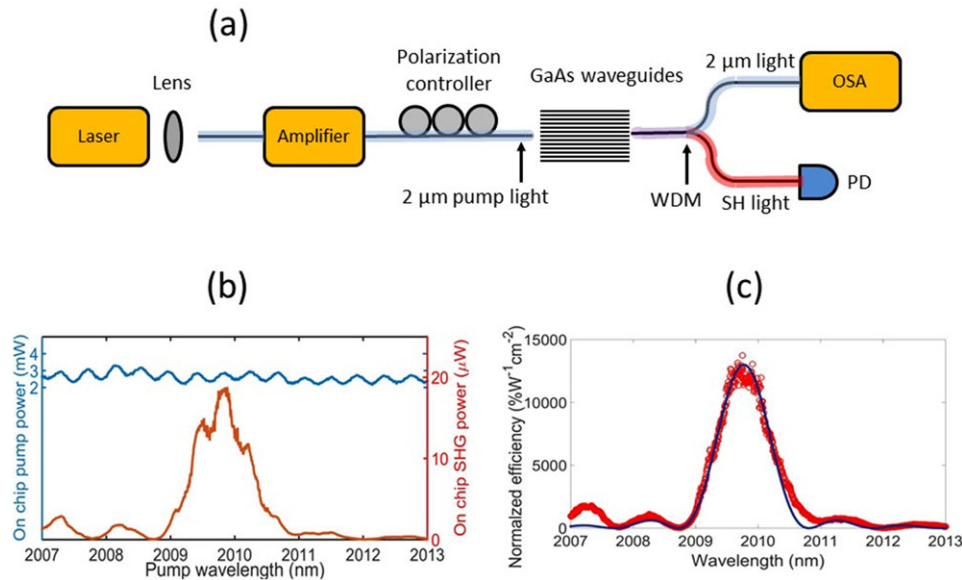 (a)
Lens
Polarization
controller
GaAs waveguides
2 μm light
OSA
Laser
Amplifier
2 μm pump light
WDM
SH light
PD
(b)
On chip pump power (mW)
4
3
2
20
10
0
On chip SHG power (μW)
2007 2008 2009 2010 2011 2012 2013
Pump wavelength (nm)
(c)
Normalzed efficiency (%W⁻¹cm⁻²)
15000
10000
5000
0
2007 2008 2009 2010 2011 2012 2013
Wavelength (nm)